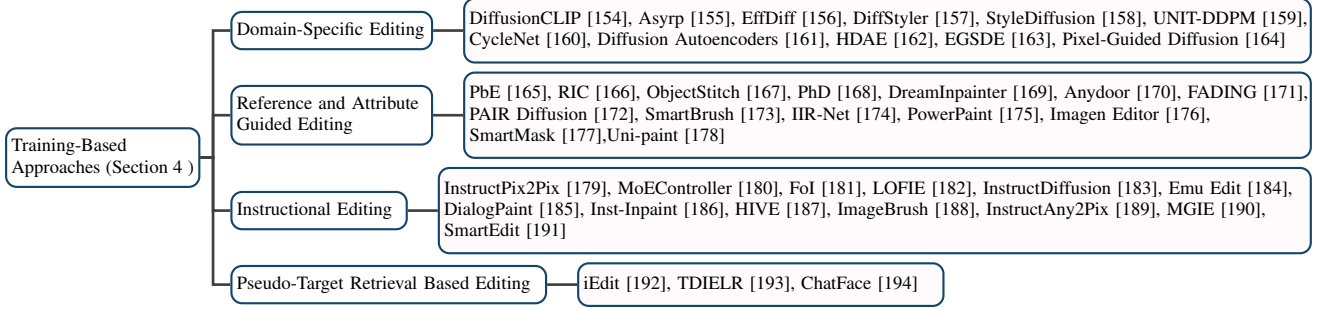 Training-Based
Approaches (Section 4 )
Domain-Specific Editing
DiffusionCLIP [154], Asyrp [155], EffDiff [156], DiffStyler [157], StyleDiffusion [158], UNIT-DDPM [159],
CycleNet [160], Diffusion Autoencoders [161], HDAE [162], EGSDE [163], Pixel-Guided Diffusion [164]
Reference and Attribute
Guided Editing
PbE [165], RIC [166], ObjectStitch [167], PhD [168], DreamInpainter [169], Anydoor [170], FADING [171],
PAIR Diffusion [172], SmartBrush [173], IIR-Net [174], PowerPaint [175], Imagen Editor [176],
SmartMask [177],Uni-paint [178]
Instructional Editing
InstructPix2Pix [179], MoEController [180], FoI [181], LOFIE [182], InstructDiffusion [183], Emu Edit [184],
DialogPaint [185], Inst-Inpaint [186], HIVE [187], ImageBrush [188], InstructAny2Pix [189], MGIE [190],
SmartEdit [191]
Pseudo-Target Retrieval Based Editing
iEdit [192], TDIELR [193], ChatFace [194]